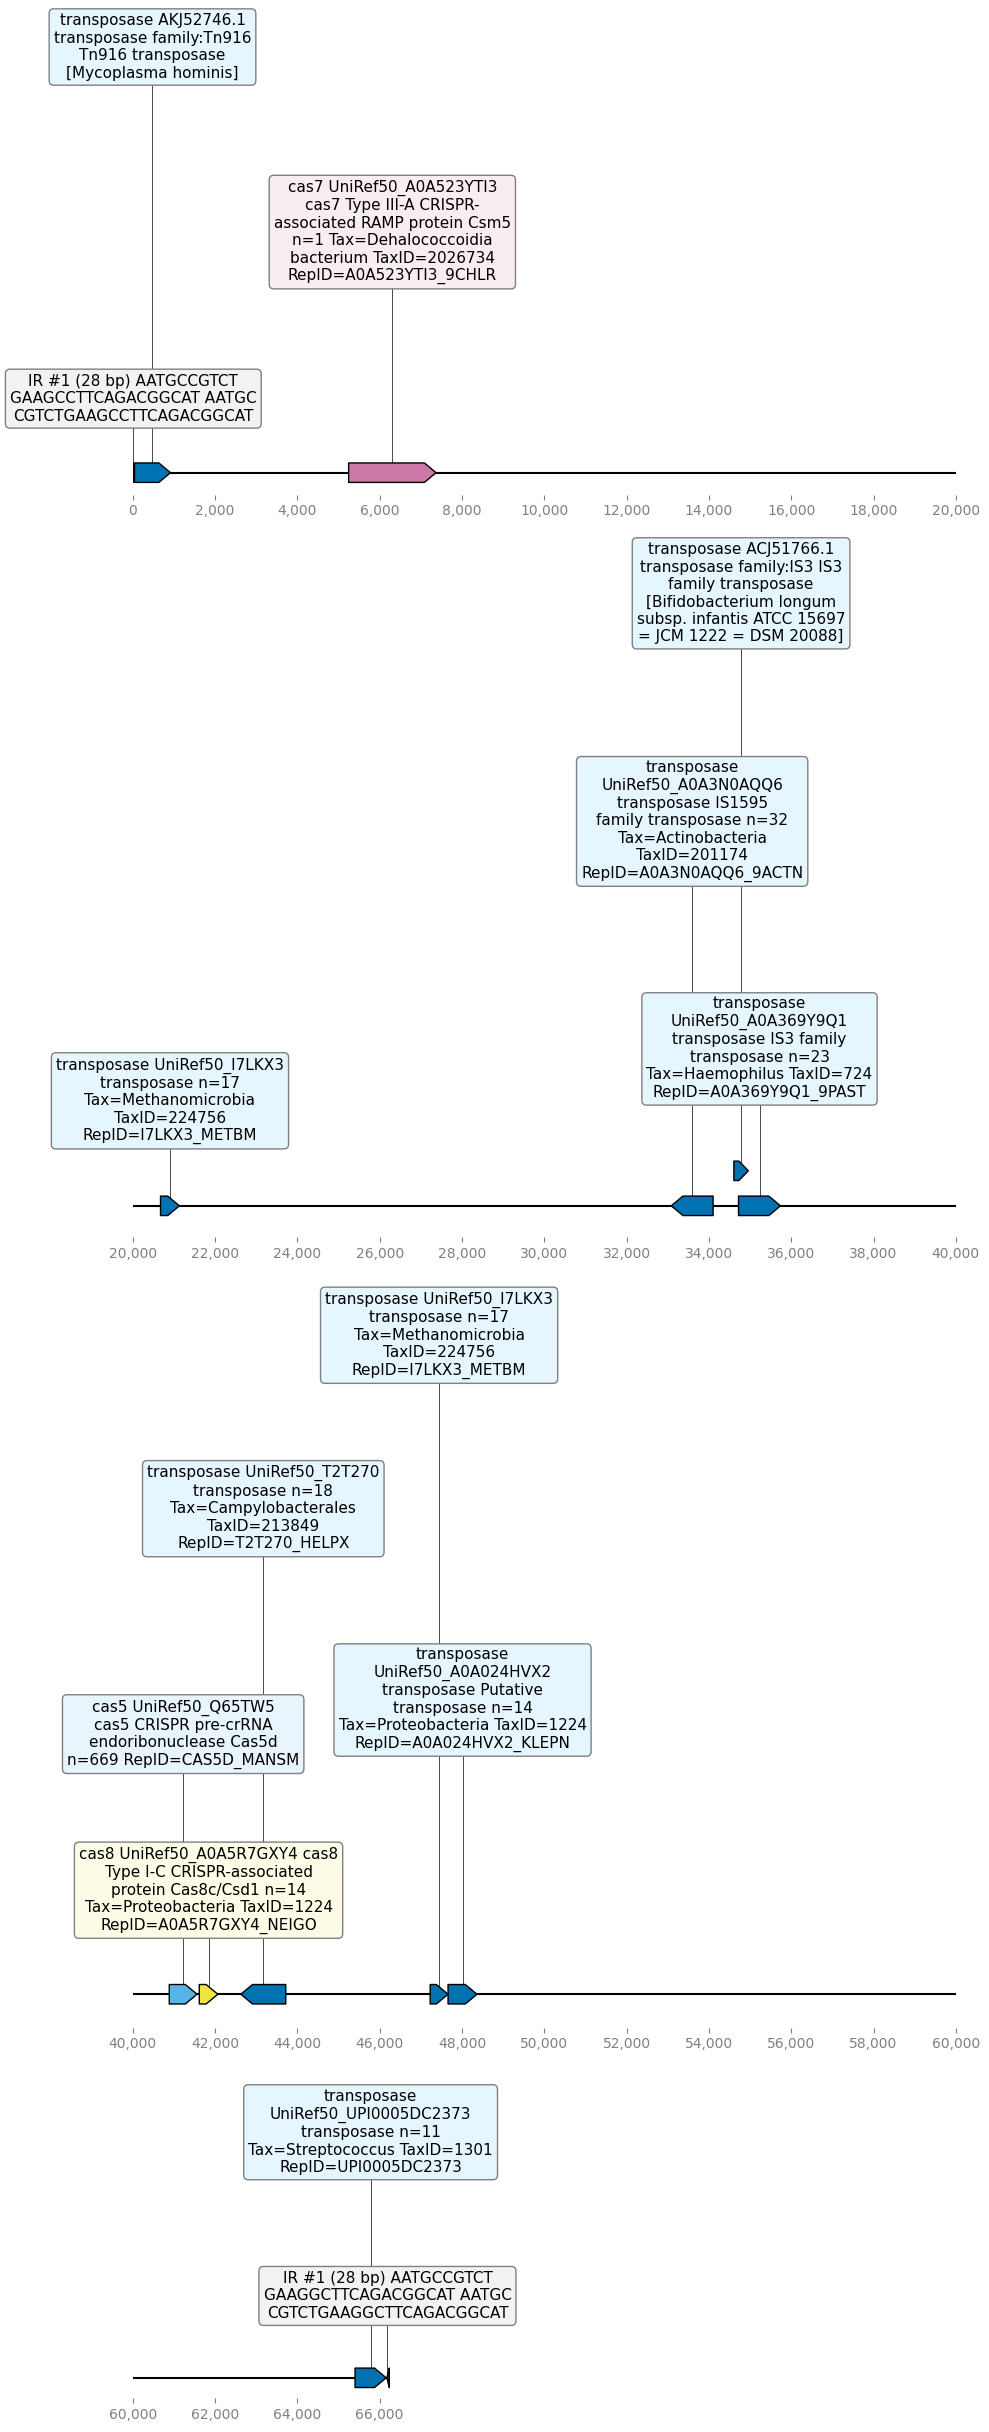 transposase AKJ52746.1
transposase family:Tn916
Tn916 transposase
[Mycoplasma hominis]
cas7 UniRef50_A0A523YTI3
cas7 Type III-A CRISPR-
associated RAMP protein Csm5
n=1 Tax=Dehalococcoidia
bacterium TaxID=2026734
RepID=A0A523YTI3_9CHLR
IR #1 (28 bp) AATGCCGTCT
GAAGCCTTCAGACGGCAT AATGC
CGTCTGAAGCCTTCAGACGGCAT
0 2,000 4,000 6,000 8,000 10,000 12,000 14,000 16,000 18,000 20,000
transposase ACJ51766.1
transposase family:IS3 IS3
family transposase
[Bifidobacterium longum
subsp. infantis ATCC 15697
= JCM 1222 = DSM 20088]
transposase
UniRef50_A0A3N0AQQ6
transposase IS1595
family transposase n=32
Tax=Actinobacteria
TaxID=201174
RepID=A0A3N0AQQ6_9ACTN
transposase
UniRef50_A0A369Y9Q1
transposase IS3 family
transposase n=23
Tax=Haemophilus TaxID=724
RepID=A0A369Y9Q1_9PAST
transposase UniRef50_I7LKX3
transposase n=17
Tax=Methanomicrobia
TaxID=224756
RepID=I7LKX3_METBM
20,000 22,000 24,000 26,000 28,000 30,000 32,000 34,000 36,000 38,000 40,000
transposase UniRef50_I7LKX3
transposase n=17
Tax=Methanomicrobia
TaxID=224756
RepID=I7LKX3_METBM
transposase UniRef50_T2T270
transposase n=18
Tax=Campylobacterales
TaxID=213849
RepID=T2T270_HELPX
transposase
UniRef50_A0A024HVX2
transposase Putative
transposase n=14
Tax=Proteobacteria TaxID=1224
RepID=A0A024HVX2_KLEPN
cas5 UniRef50_Q65TW5
cas5 CRISPR pre-crRNA
endoribonuclease Cas5d
n=669 RepID=CAS5D_MANSM
cas8 UniRef50_A0A5R7GXY4 cas8
Type I-C CRISPR-associated
protein Cas8c/Csd1 n=14
Tax=Proteobacteria TaxID=1224
RepID=A0A5R7GXY4_NEIGO
40,000 42,000 44,000 46,000 48,000 50,000 52,000 54,000 56,000 58,000 60,000
transposase
UniRef50_UPI0005DC2373
transposase n=11
Tax=Streptococcus TaxID=1301
RepID=UPI0005DC2373
IR #1 (28 bp) AATGCCGTCT
GAAGGCTTCAGACGGCAT AATGC
CGTCTGAAGGCTTCAGACGGCAT
60,000 62,000 64,000 66,000